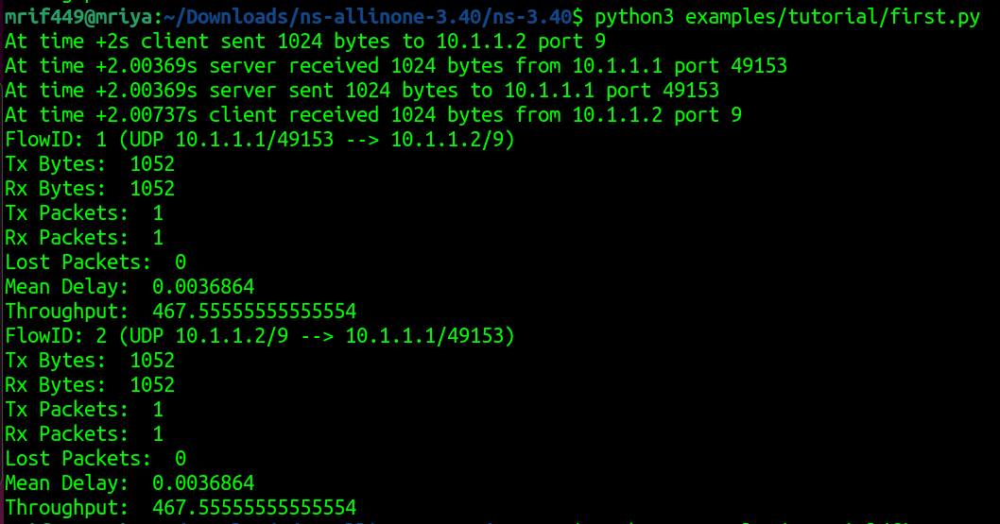 mrif449@mriya:~/Downloads/ns-allinone-3.40/ns-3.40$ python3 examples/tutorial/first.py
At time +2s client sent 1024 bytes to 10.1.1.2 port 9
At time +2.00369s server received 1024 bytes from 10.1.1.1 port 49153
At time +2.00369s server sent 1024 bytes to 10.1.1.1 port 49153
At time +2.00737s client received 1024 bytes from 10.1.1.2 port 9
FlowID: 1 (UDP 10.1.1.1/49153 --> 10.1.1.2/9)
Tx Bytes:  1052
Rx Bytes:  1052
Tx Packets:  1
Rx Packets:  1
Lost Packets:  0
Mean Delay:  0.0036864
Throughput:  467.55555555555554
FlowID: 2 (UDP 10.1.1.2/9 --> 10.1.1.1/49153)
Tx Bytes:  1052
Rx Bytes:  1052
Tx Packets:  1
Rx Packets:  1
Lost Packets:  0
Mean Delay:  0.0036864
Throughput:  467.55555555555554